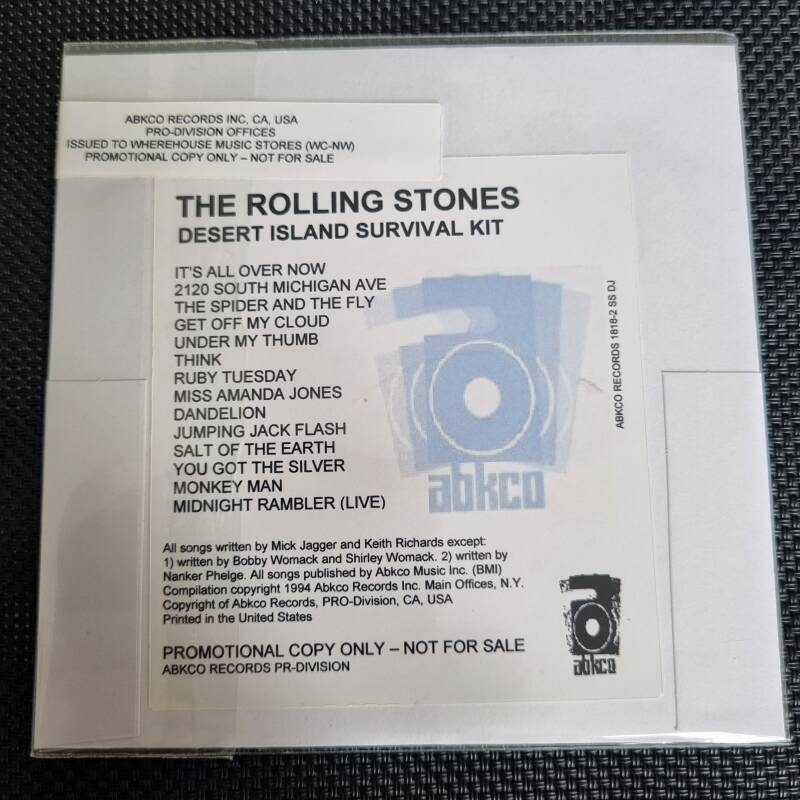 ABKCO RECORDS INC, CA, USA
PRO-DIVISION OFFICES
ISSUED TO WHEREHOUSE MUSIC STORES (WC-NW)
PROMOTIONAL COPY ONLY – NOT FOR SALE
THE ROLLING STONES
DESERT ISLAND SURVIVAL KIT
IT'S ALL OVER NOW
2120 SOUTH MICHIGAN AVE
THE SPIDER AND THE FLY
GET OFF MY CLOUD
UNDER MY THUMB
THINK
RUBY TUESDAY
MISS AMANDA JONES
DANDELION
JUMPING JACK FLASH
SALT OF THE EARTH
YOU GOT THE SILVER
MONKEY MAN
MIDNIGHT RAMBLER (LIVE)
abkco
ABKCO RECORDS 1818-2 SS DJ
All songs written by Mick Jagger and Keith Richards except:
1) written by Bobby Womack and Shirley Womack. 2) written by
Nanker Phelge. All songs published by Abkco Music Inc. (BMI)
Compilation copyright 1994 Abkco Records Inc. Main Offices, N.Y.
Copyright of Abkco Records, PRO-Division, CA, USA
Printed in the United States
PROMOTIONAL COPY ONLY – NOT FOR SALE
ABKCO RECORDS PR-DIVISION
abkco